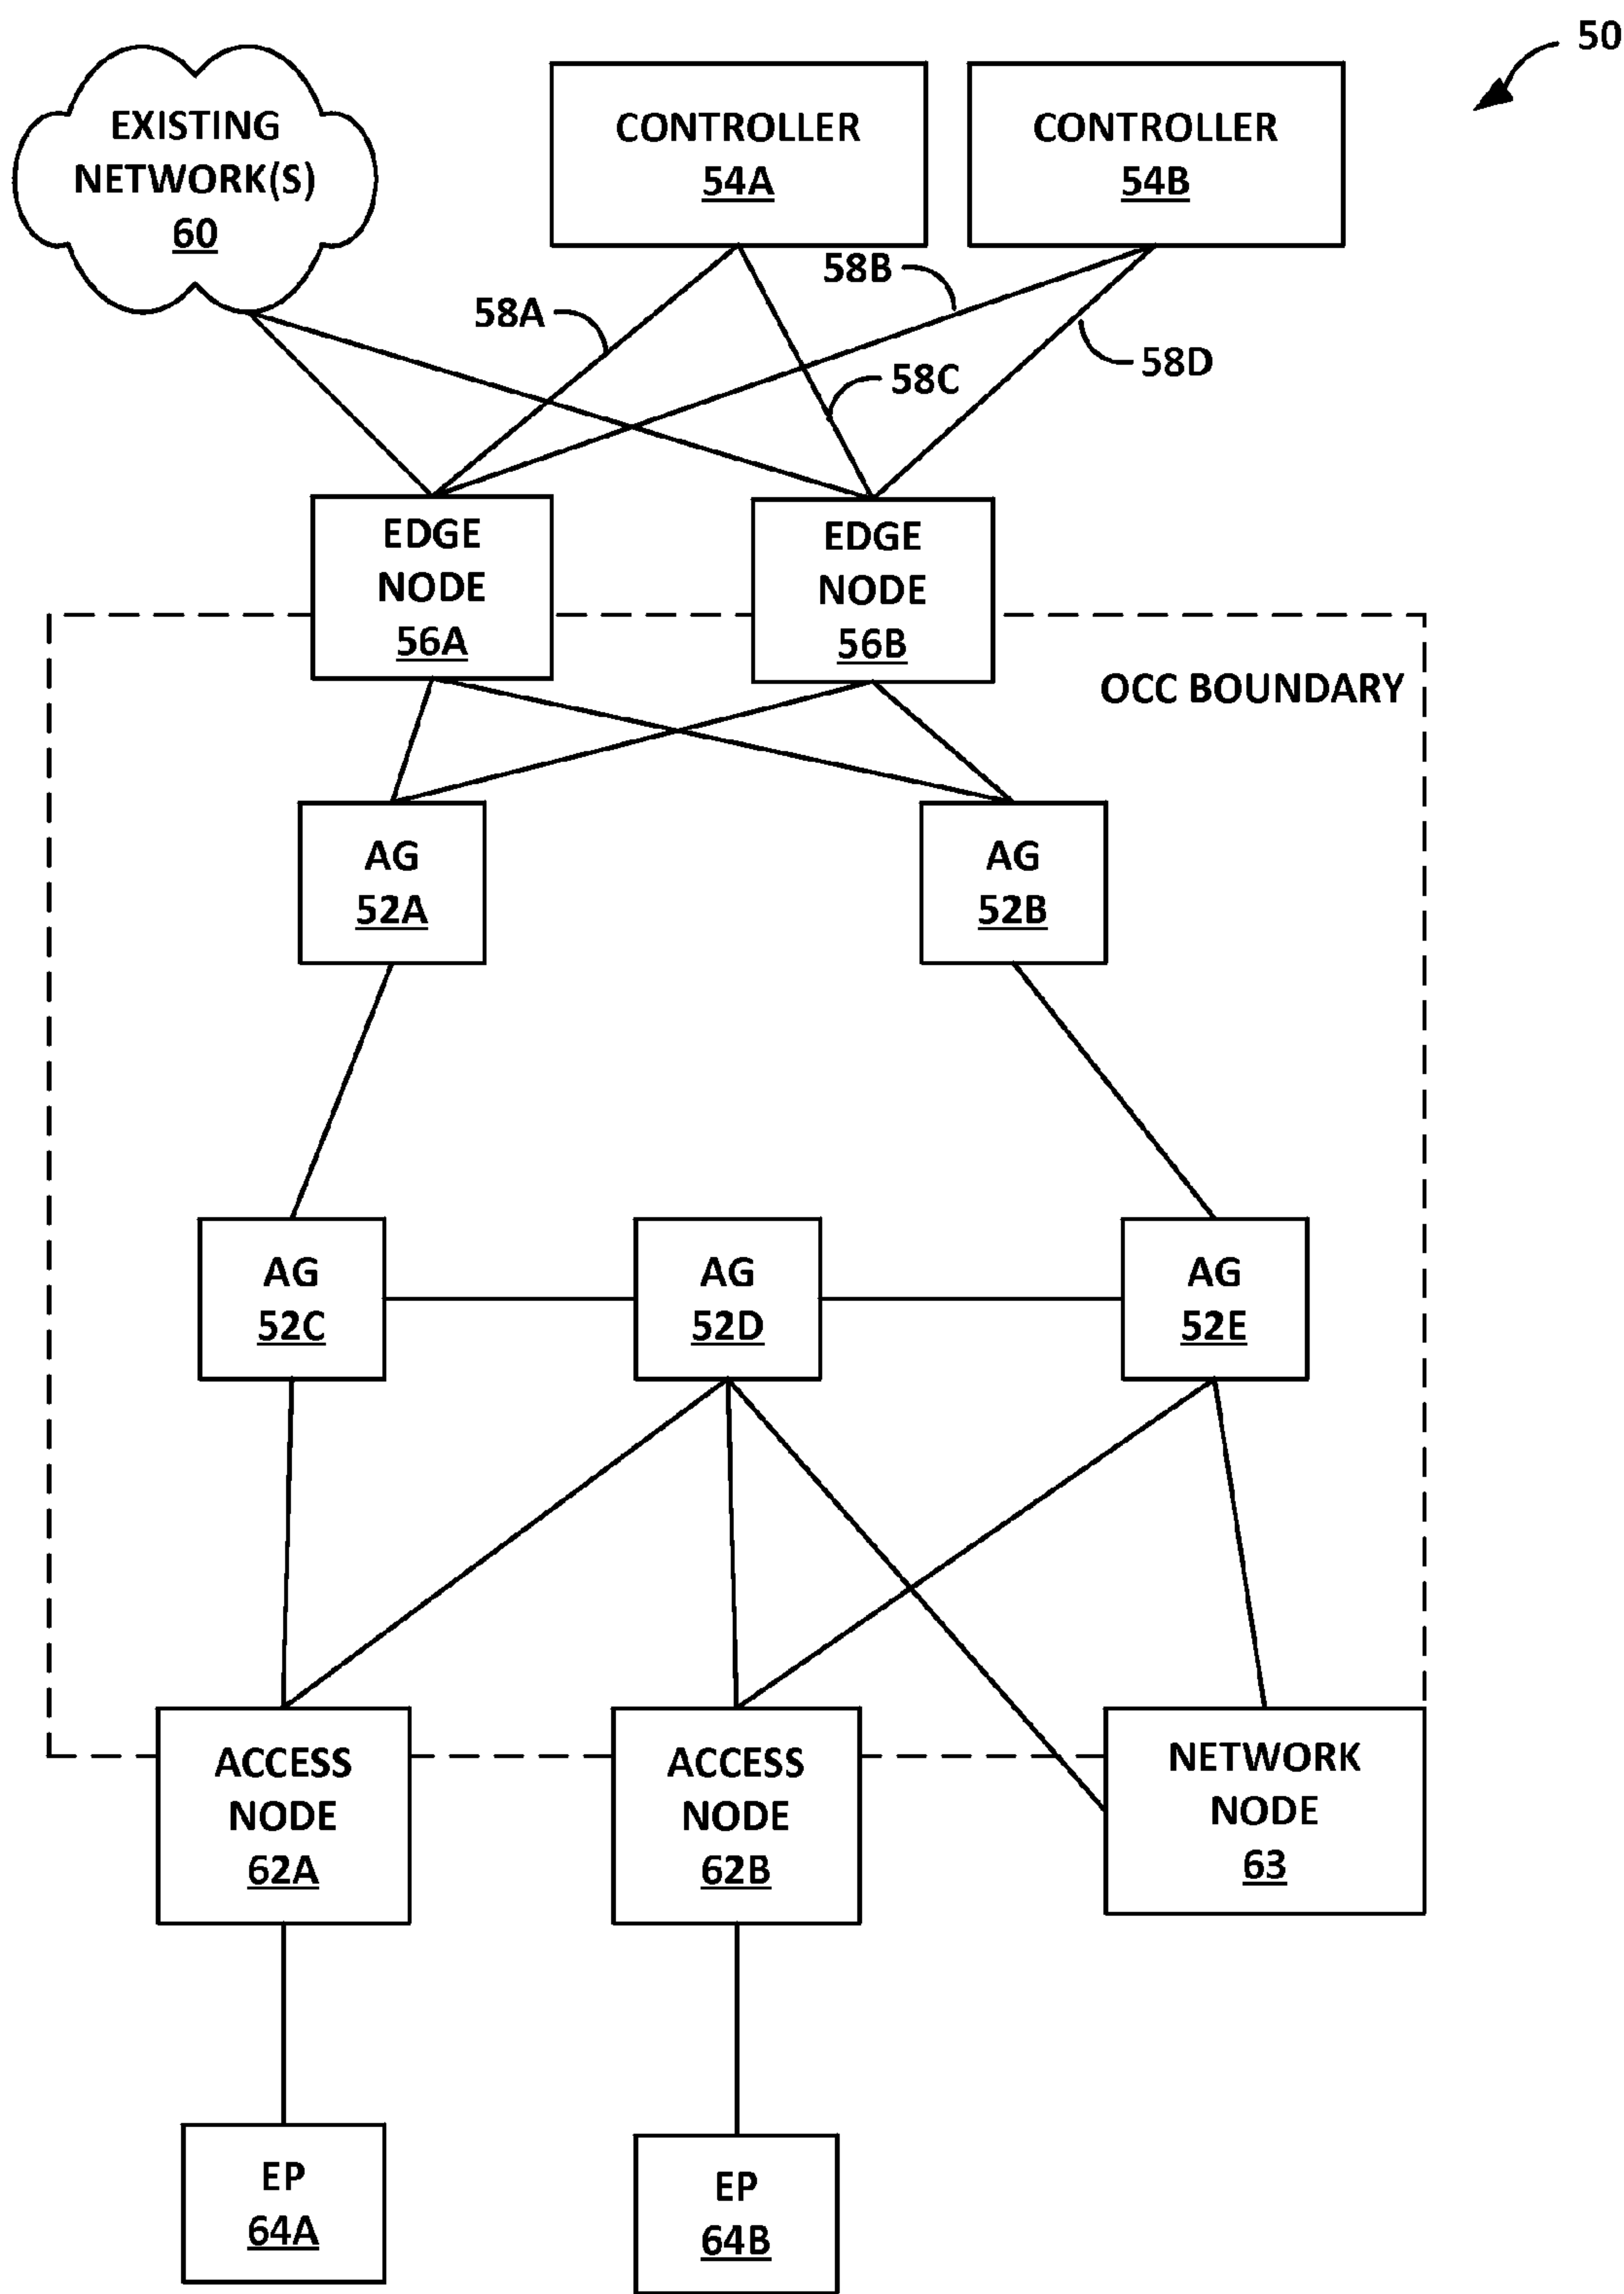 50
EXISTING
NETWORK(S)
60
CONTROLLER
54A
CONTROLLER
54B
58A
58B
58C
58D
EDGE
NODE
56A
EDGE
NODE
56B
OCC BOUNDARY
AG
52A
AG
52B
AG
52C
AG
52D
AG
52E
ACCESS
NODE
62A
ACCESS
NODE
62B
NETWORK
NODE
63
EP
64A
EP
64B